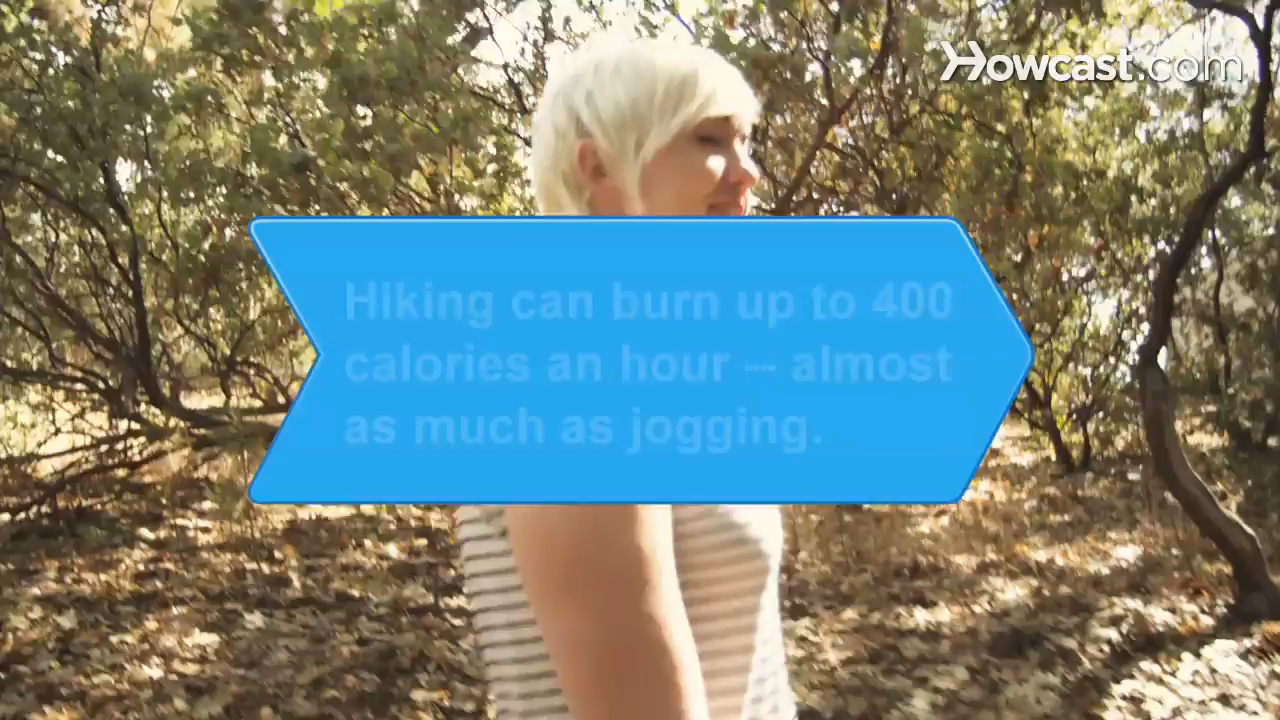 Howcast.com
Hiking can burn up to 400
calories an hour -- almost
as much as jogging.